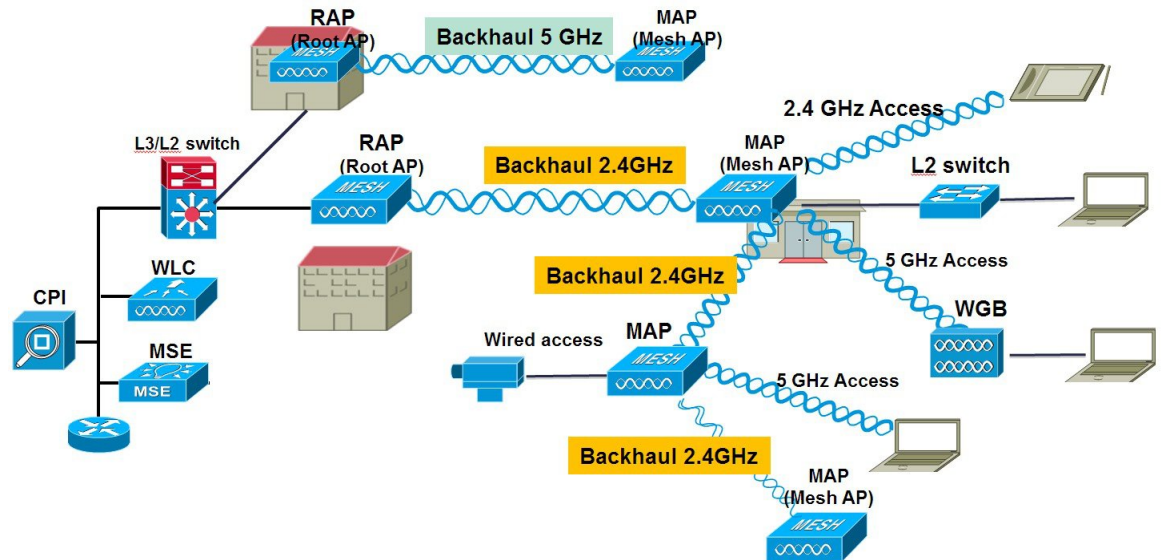 RAP
(Root AP)
MESH
Backhaul 5 GHz
MAP
(Mesh AP)
MESH
2.4 GHz Access
L3/L2 switch
RAP
(Root AP)
MESH
Backhaul 2.4GHz
MAP
(Mesh AP)
MESH
L2 switch
5 GHz Access
Backhaul 2.4GHz
WLC
CPI
WGB
MSE
MSE
Wired access
MAP
MESH
5 GHz Access
Backhaul 2.4GHz
MAP
(Mesh AP)
MESH